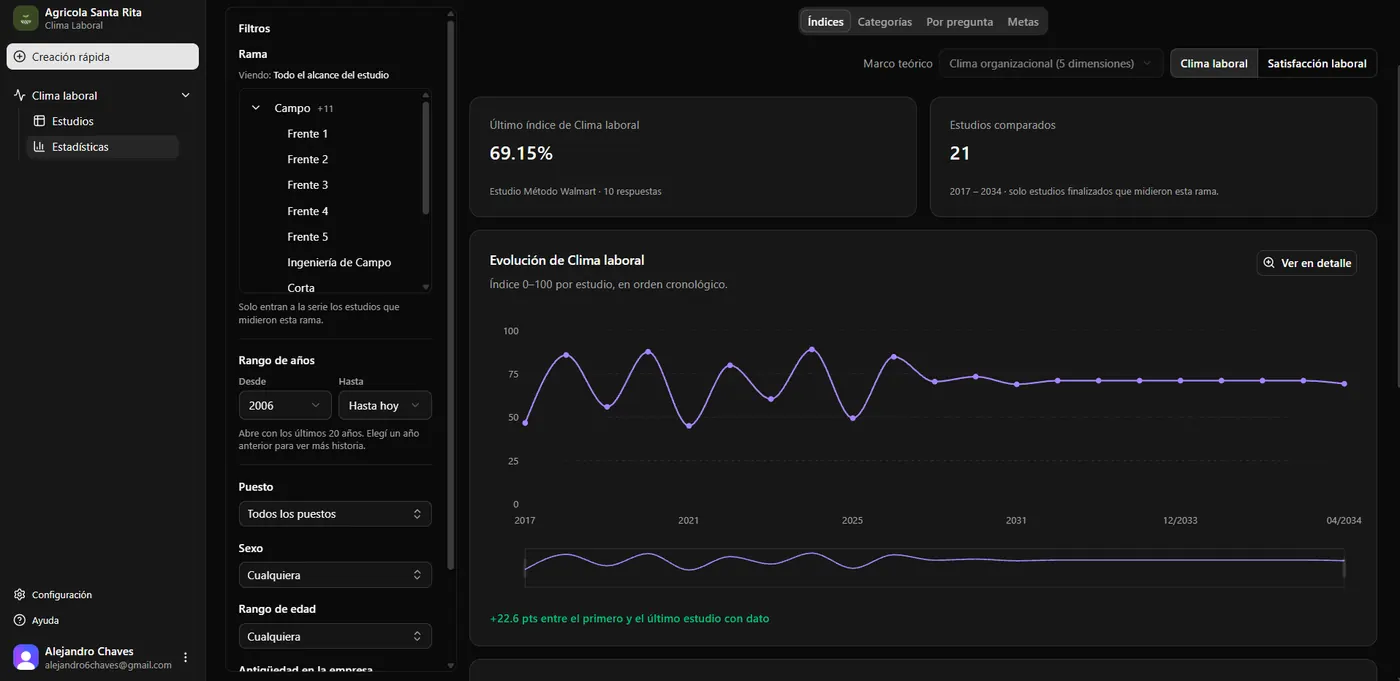 Agricola Santa Rita
Clima Laboral
Creación rápida
Clima laboral
Estudios
Estadísticas
Configuración
Ayuda
Alejandro Chaves
alejandro6chaves@gmail.com
Filtros
Rama
Viendo: Todo el alcance del estudio
Campo +11
Frente 1
Frente 2
Frente 3
Frente 4
Frente 5
Ingeniería de Campo
Corta
Solo entran a la serie los estudios que
midieron esta rama.
Rango de años
Desde Hasta
2006 Hasta hoy
Abre con los últimos 20 años. Elegí un año
anterior para ver más historia.
Puesto
Todos los puestos
Sexo
Cualquiera
Rango de edad
Cualquiera
Antigüedad en la empresa
Índices Categorías Por pregunta Metas
Marco teórico Clima organizacional (5 dimensiones) Clima laboral Satisfacción laboral
Último índice de Clima laboral
69.15%
Estudio Método Walmart · 10 respuestas
Estudios comparados
21
2017 – 2034 · solo estudios finalizados que midieron esta rama.
Evolución de Clima laboral
Ver en detalle
Índice 0–100 por estudio, en orden cronológico.
100
75
50
25
0
2017 2021 2025 2031 12/2033 04/2034
+22.6 pts entre el primero y el último estudio con dato